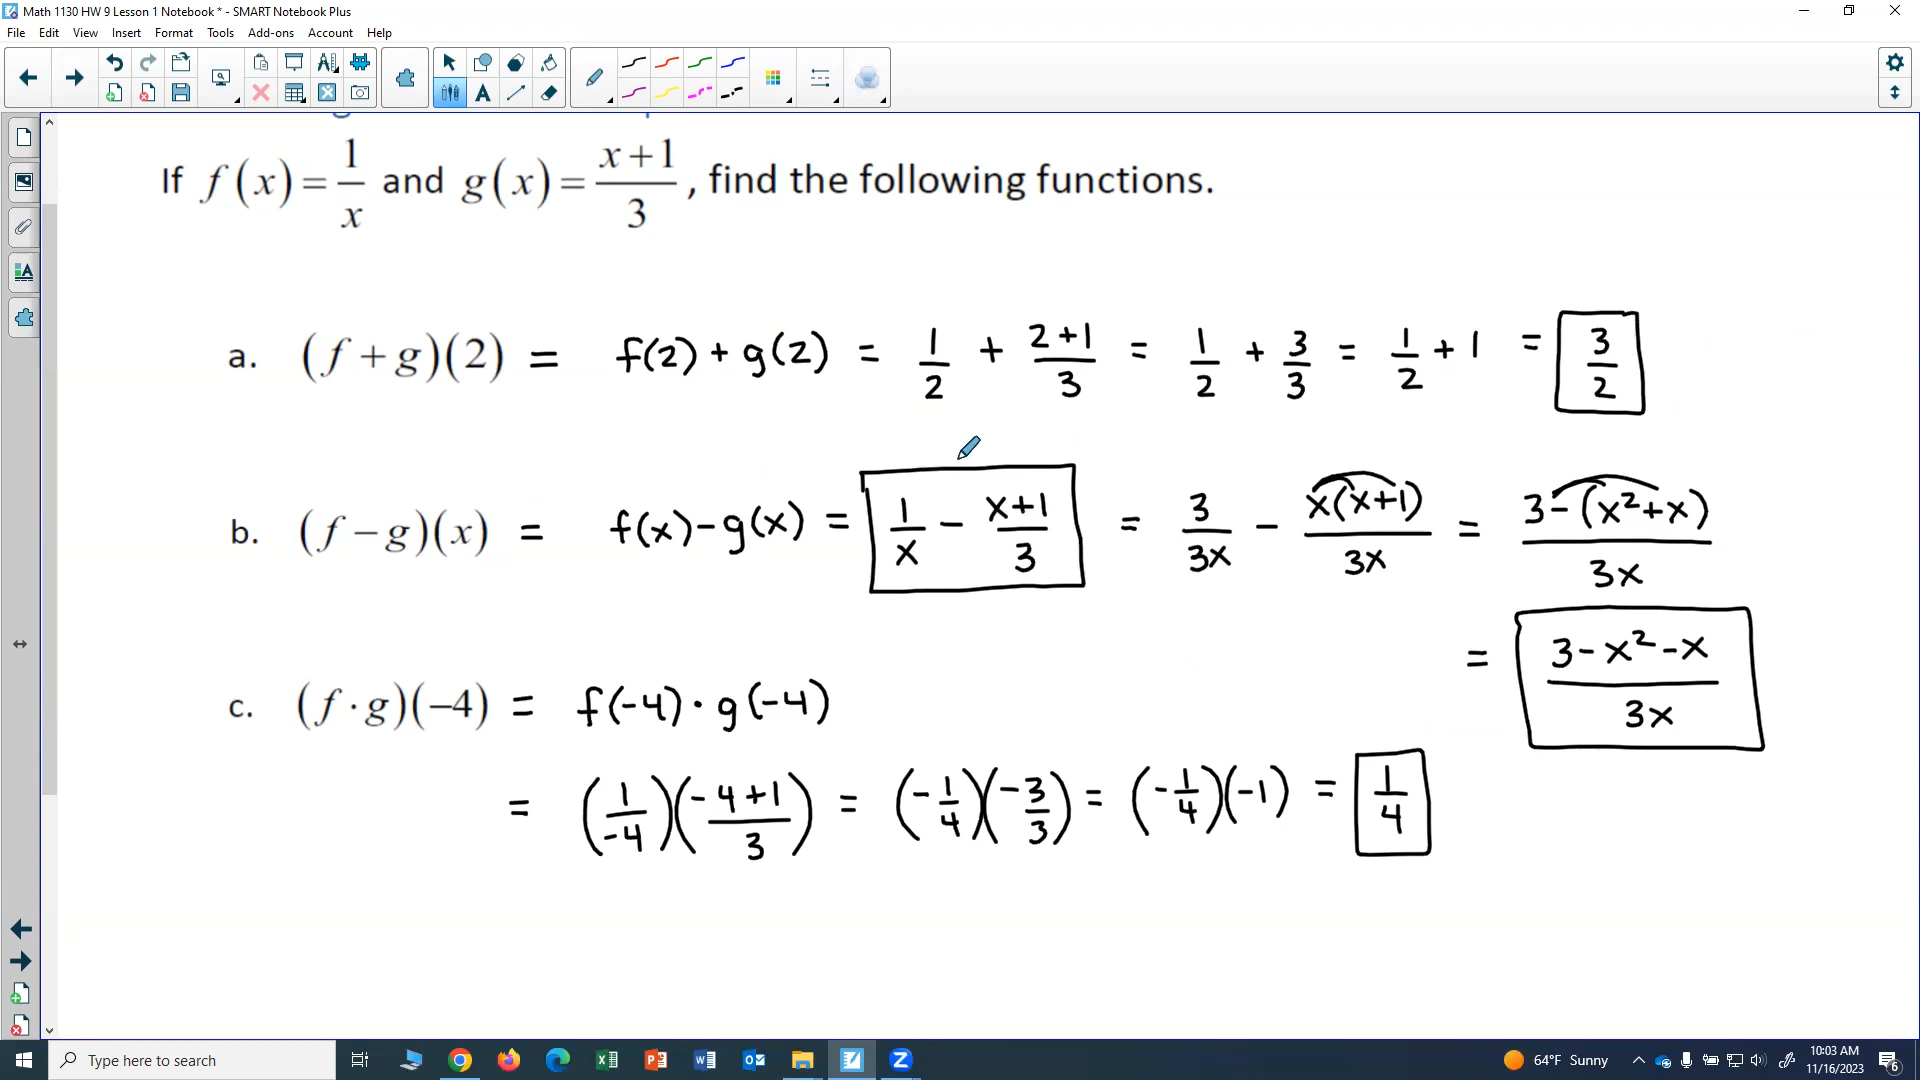 Math 1130 HW 9 Lesson 1 Notebook * - SMART Notebook Plus
File Edit View Insert Format Tools Add-ons Account Help
If f(x) = 1/x and g(x) = (x+1)/3, find the following functions.
a. (f+g)(2) = f(2) + g(2) = 1/2 + (2+1)/3 = 1/2 + 3/3 = 1/2 + 1 = 3/2
b. (f−g)(x) = f(x) − g(x) = 1/x − (x+1)/3 = 3/3x − x(x+1)/3x = (3 − (x²+x))/3x
= (3 − x² − x)/3x
c. (f·g)(−4) = f(−4) · g(−4)
= (1/−4)((−4+1)/3) = (−1/4)(−3/3) = (−1/4)(−1) = 1/4
Type here to search
64°F Sunny
10:03 AM
11/16/2023
6